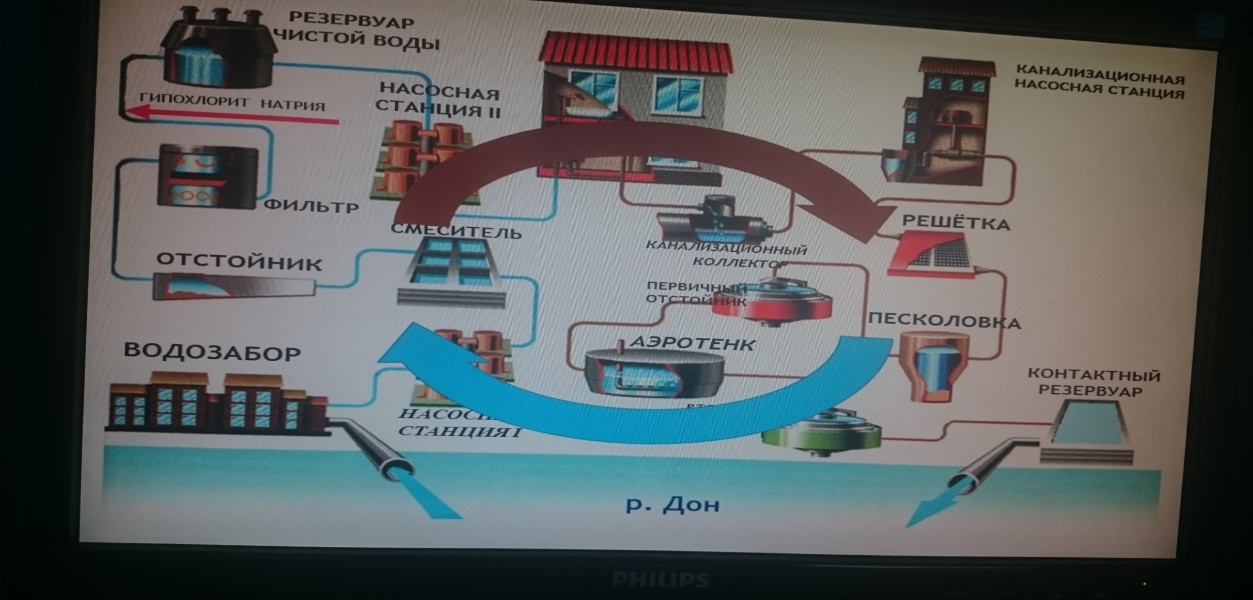 РЕЗЕРВУАР
ЧИСТОЙ ВОДЫ
ГИПОХЛОРИТ НАТРИЯ
НАСОСНАЯ
СТАНЦИЯ II
КАНАЛИЗАЦИОННАЯ
НАСОСНАЯ СТАНЦИЯ
ФИЛЬТР
СМЕСИТЕЛЬ
РЕШЁТКА
ОТСТОЙНИК
КАНАЛИЗАЦИОННЫЙ
КОЛЛЕКТОР
ПЕРВИЧНЫЙ
ОТСТОЙНИК
ПЕСКОЛОВКА
АЭРОТЕНК
ВОДОЗАБОР
КОНТАКТНЫЙ
РЕЗЕРВУАР
СТАНЦИЯ I
р. Дон
PHILIPS